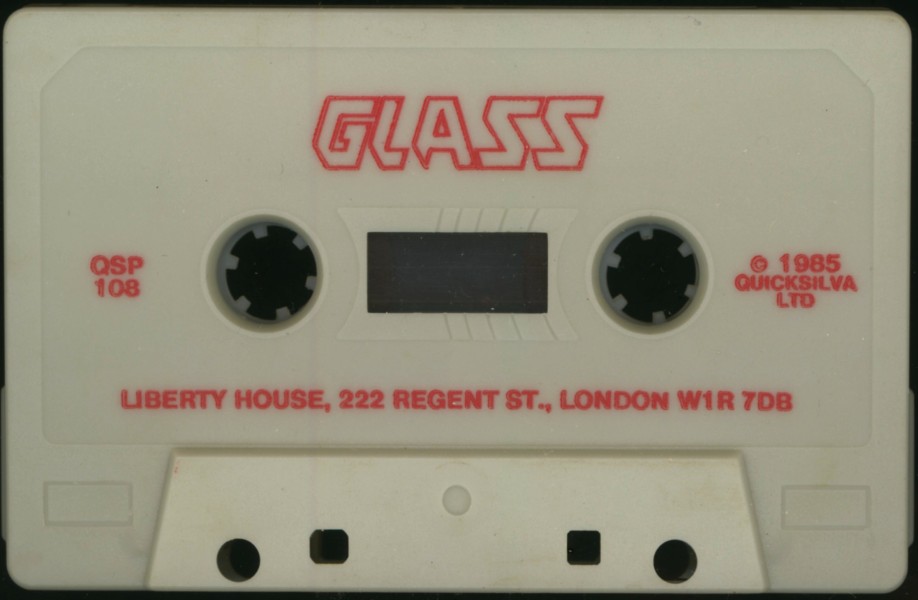 GLASS
QSP
108
© 1985
QUICKSILVA
LTD
LIBERTY HOUSE, 222 REGENT ST., LONDON W1R 7DB